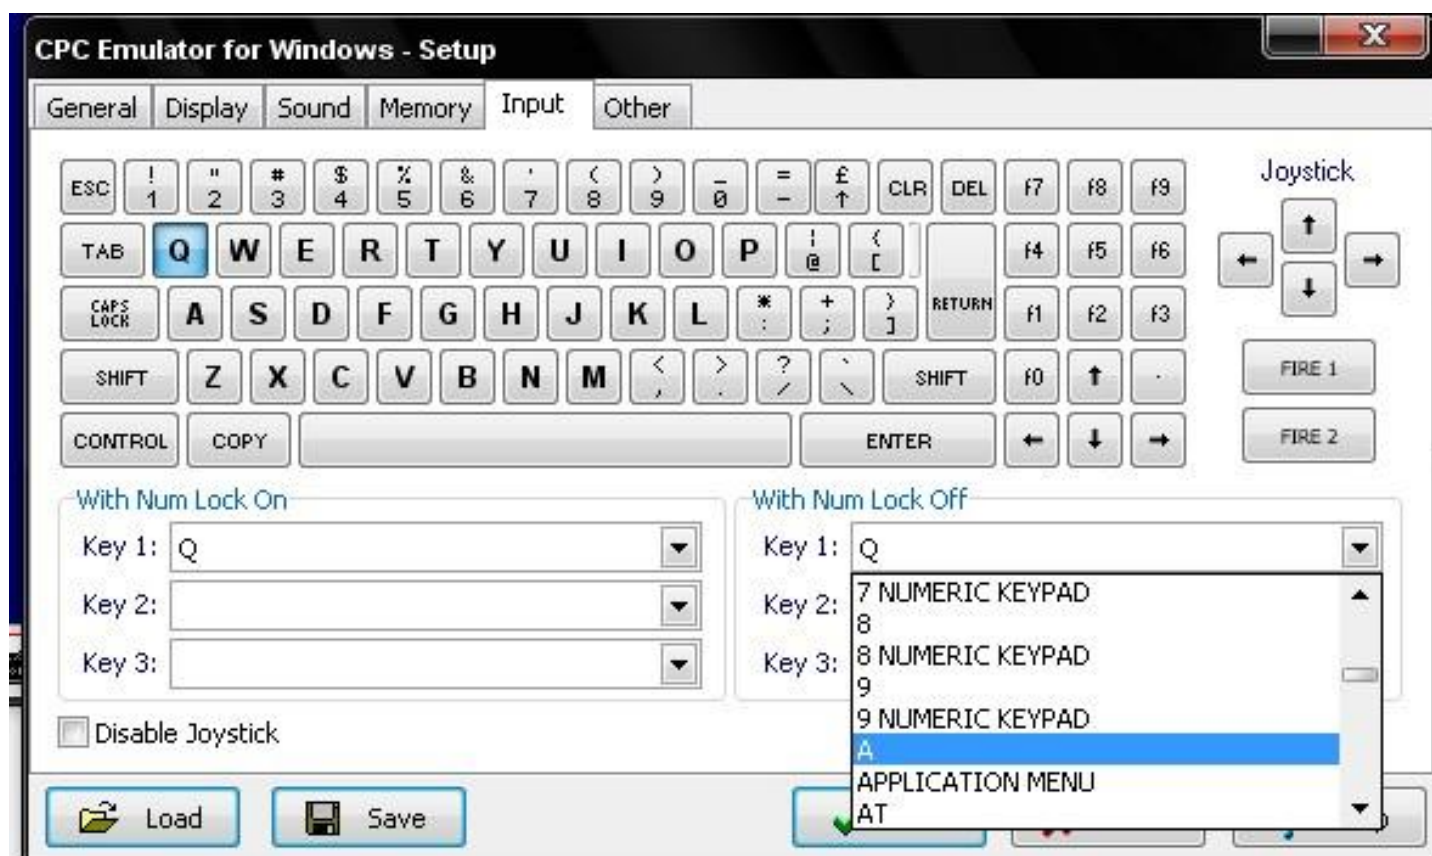 CPC Emulator for Windows - Setup
General Display Sound Memory Input Other
ESC ! 1 " 2 # 3 $ 4 % 5 & 6 ' 7 ( 8 ) 9 _ 0 = - £ ↑ CLR DEL f7 f8 f9
Joystick
TAB Q W E R T Y U I O P ¦ @ { [ RETURN f4 f5 f6
↑ ← → ↓
CAPS LOCK A S D F G H J K L * : + ; } ] f1 f2 f3
SHIFT Z X C V B N M < , > . ? / ` \ SHIFT f0 ↑ .
FIRE 1
CONTROL COPY ENTER ← ↓ →
FIRE 2
With Num Lock On
Key 1: Q
Key 2:
Key 3:
With Num Lock Off
Key 1: Q
Key 2:
Key 3:
7 NUMERIC KEYPAD
8
8 NUMERIC KEYPAD
9
9 NUMERIC KEYPAD
A
APPLICATION MENU
AT
Disable Joystick
Load Save